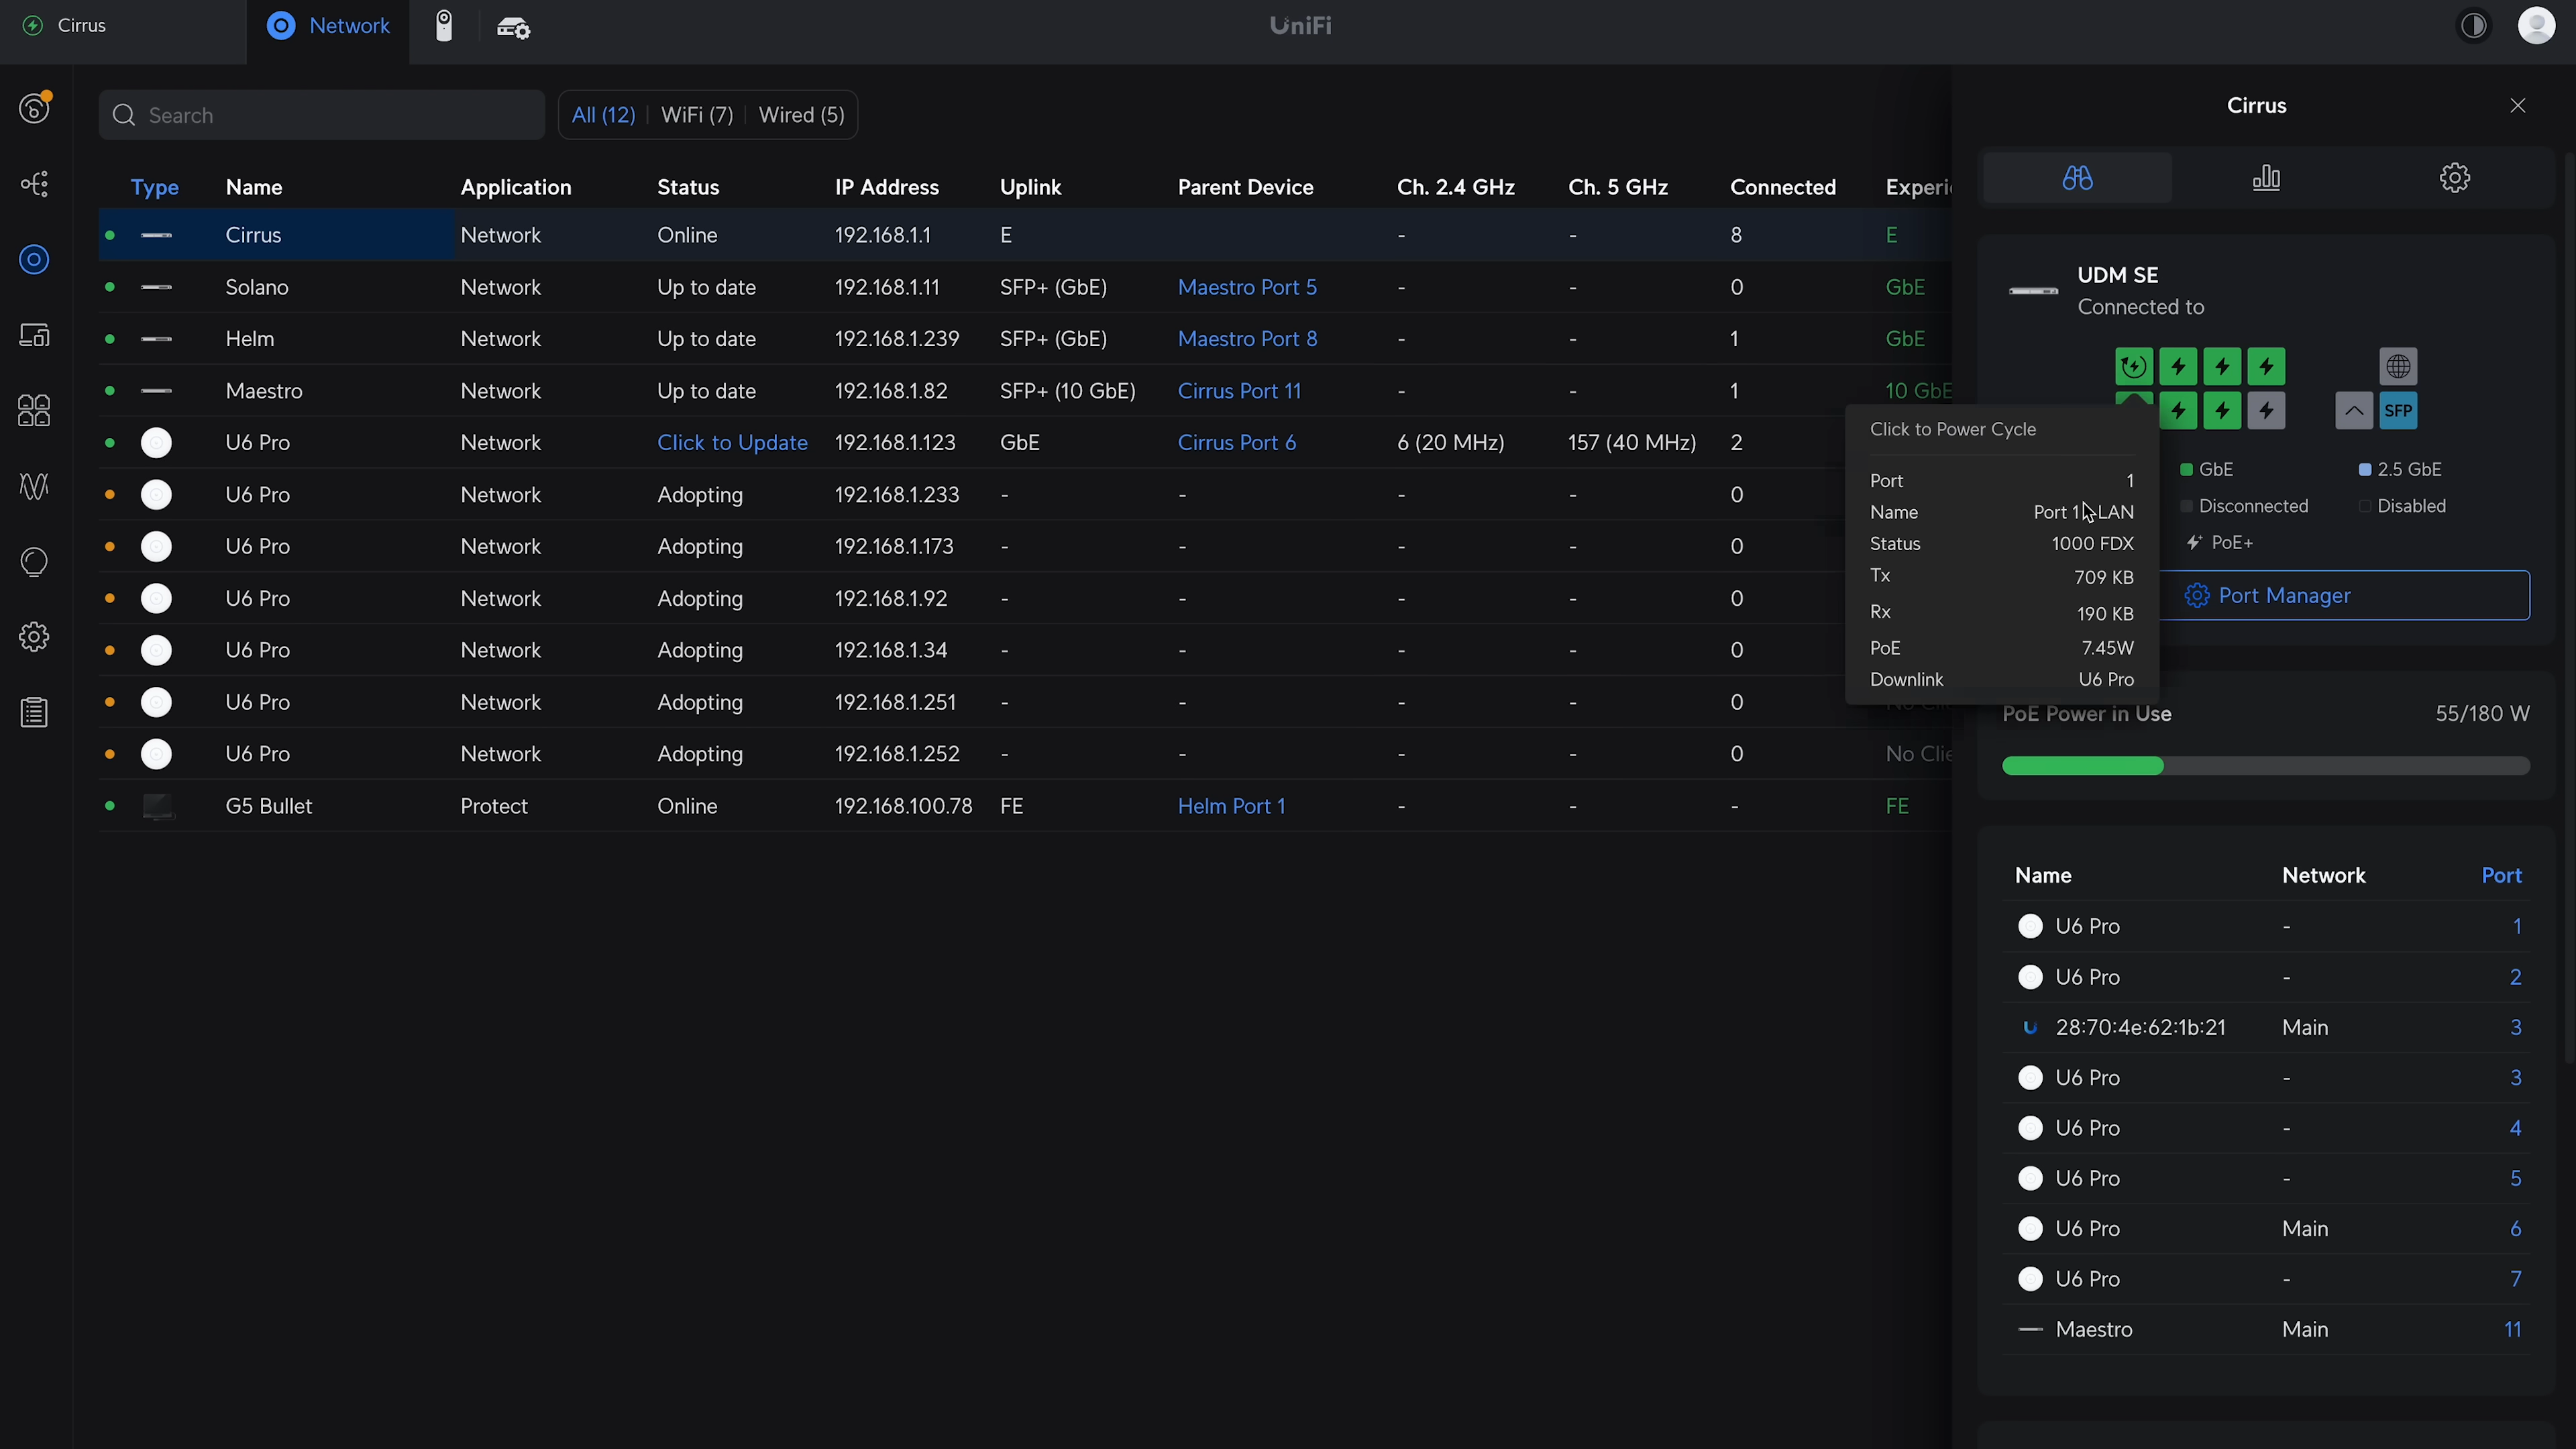 Cirrus
Network
UniFi
Search
All (12) WiFi (7) Wired (5)
Type Name Application Status IP Address Uplink Parent Device Ch. 2.4 GHz Ch. 5 GHz Connected Experi
Cirrus Network Online 192.168.1.1 E - - 8 E
Solano Network Up to date 192.168.1.11 SFP+ (GbE) Maestro Port 5 - - 0 GbE
Helm Network Up to date 192.168.1.239 SFP+ (GbE) Maestro Port 8 - - 1 GbE
Maestro Network Up to date 192.168.1.82 SFP+ (10 GbE) Cirrus Port 11 - - 1 10 GbE
U6 Pro Network Click to Update 192.168.1.123 GbE Cirrus Port 6 6 (20 MHz) 157 (40 MHz) 2
U6 Pro Network Adopting 192.168.1.233 - - - - 0
U6 Pro Network Adopting 192.168.1.173 - - - - 0
U6 Pro Network Adopting 192.168.1.92 - - - - 0
U6 Pro Network Adopting 192.168.1.34 - - - - 0
U6 Pro Network Adopting 192.168.1.251 - - - - 0
U6 Pro Network Adopting 192.168.1.252 - - - - 0 No Clie
G5 Bullet Protect Online 192.168.100.78 FE Helm Port 1 - - - FE
Cirrus
UDM SE
Connected to
SFP
GbE 2.5 GbE
Disconnected Disabled
PoE+
Port Manager
Click to Power Cycle
Port 1
Name Port 1 LAN
Status 1000 FDX
Tx 709 KB
Rx 190 KB
PoE 7.45W
Downlink U6 Pro
PoE Power in Use 55/180 W
Name Network Port
U6 Pro - 1
U6 Pro - 2
28:70:4e:62:1b:21 Main 3
U6 Pro - 3
U6 Pro - 4
U6 Pro - 5
U6 Pro Main 6
U6 Pro - 7
Maestro Main 11